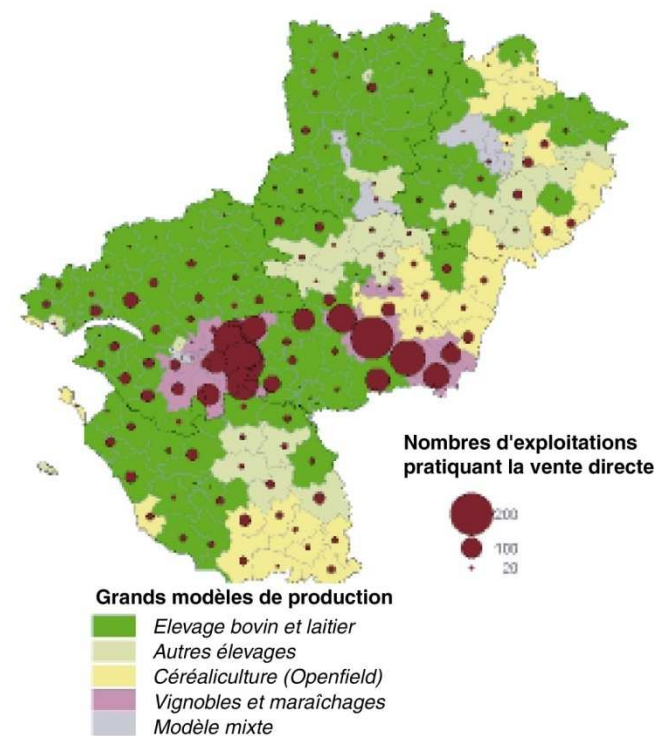 Nombres d'exploitations
pratiquant la vente directe
200
100
20
Grands modèles de production
Elevage bovin et laitier
Autres élevages
Céréaliculture (Openfield)
Vignobles et maraîchages
Modèle mixte